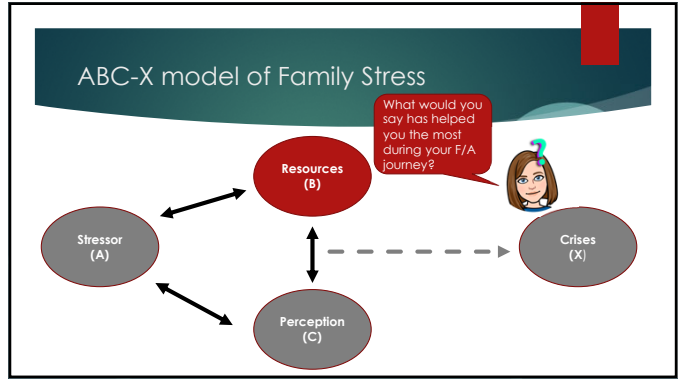 ABC-X model of Family Stress
What would you
say has helped
you the most
during your F/A
journey?
?
Resources
(B)
Stressor
(A)
Crises
(X)
Perception
(C)